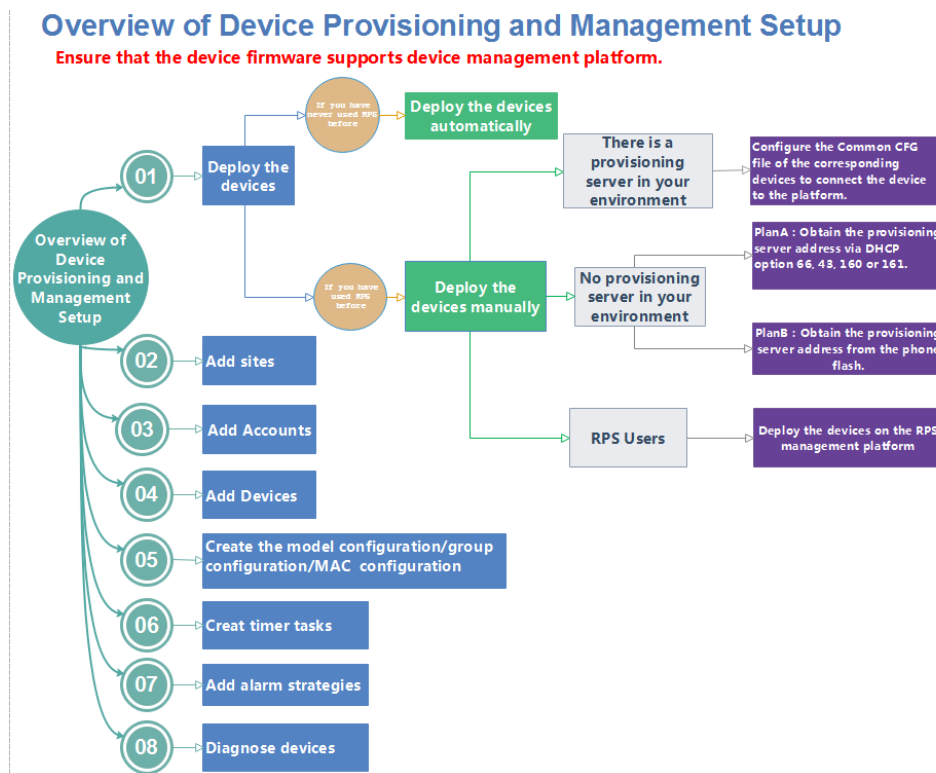 Overview of Device Provisioning and Management Setup
Ensure that the device firmware supports device management platform.
If you have
never used RPS
before
Deploy the devices
automatically
01
Deploy the
devices
There is a
provisioning
server in your
environment
Configure the Common CFG
file of the corresponding
devices to connect the device
to the platform.
Overview of
Device
Provisioning and
Management
Setup
If you have
used RPS
before
Deploy the
devices manually
No provisioning
server in your
environment
PlanA : Obtain the provisioning
server address via DHCP
option 66, 43, 160 or 161.
PlanB : Obtain the provisioning
server address from the phone
flash.
RPS Users
Deploy the devices on the RPS
management platform
02
Add sites
03
Add Accounts
04
Add Devices
05
Create the model configuration/group
configuration/MAC configuration
06
Creat timer tasks
07
Add alarm strategies
08
Diagnose devices